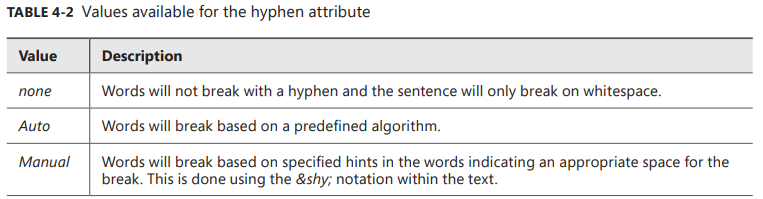 TABLE 4-2 Values available for the hyphen attribute
Value Description
none Words will not break with a hyphen and the sentence will only break on whitespace.
Auto Words will break based on a predefined algorithm.
Manual Words will break based on specified hints in the words indicating an appropriate space for the
break. This is done using the &shy; notation within the text.